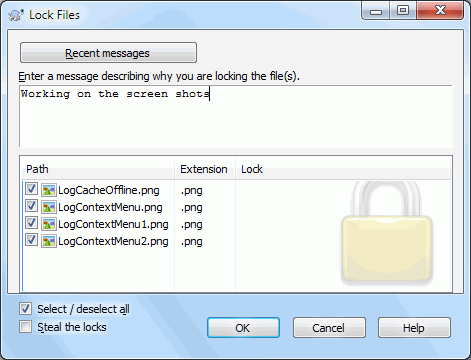 Lock Files
Recent messages
Enter a message describing why you are locking the file(s).
Working on the screen shots
Path Extension Lock
LogCacheOffline.png .png
LogContextMenu.png .png
LogContextMenu1.png .png
LogContextMenu2.png .png
Select / deselect all
Steal the locks
OK Cancel Help